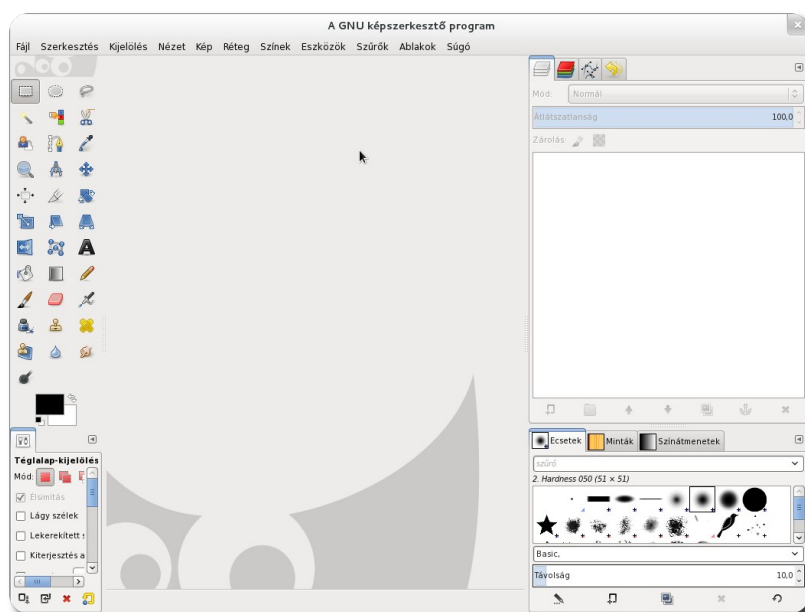 A GNU képszerkesztő program
Fájl Szerkesztés Kijelölés Nézet Kép Réteg Színek Eszközök Szűrők Ablakok Súgó
Mód: Normál
Átlátszatlanság 100,0
Zárolás:
Ecsetek Minták Színátmenetek
szűrő
2. Hardness 050 (51 × 51)
Basic,
Távolság 10,0
Téglalap-kijelölés
Mód:
Élsimítás
Lágy szélek
Lekerekített s
Kiterjesztés a